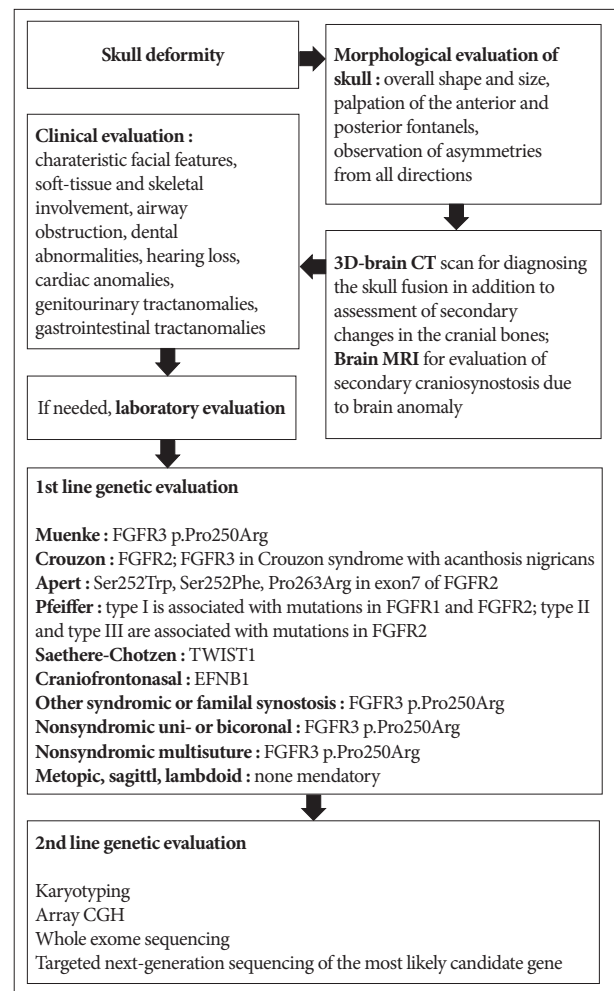 Skull deformity
Morphological evaluation of
skull : overall shape and size,
palpation of the anterior and
posterior fontanels,
observation of asymmetries
from all directions
3D-brain CT scan for diagnosing
the skull fusion in addition to
assessment of secondary
changes in the cranial bones;
Brain MRI for evaluation of
secondary craniosynostosis due
to brain anomaly
Clinical evaluation :
charateristic facial features,
soft-tissue and skeletal
involvement, airway
obstruction, dental
abnormalities, hearing loss,
cardiac anomalies,
genitourinary tractanomalies,
gastrointestinal tractanomalies
If needed, laboratory evaluation
1st line genetic evaluation
Muenke : FGFR3 p.Pro250Arg
Crouzon : FGFR2; FGFR3 in Crouzon syndrome with acanthosis nigricans
Apert : Ser252Trp, Ser252Phe, Pro263Arg in exon7 of FGFR2
Pfeiffer : type I is associated with mutations in FGFR1 and FGFR2; type II
and type III are associated with mutations in FGFR2
Saethere-Chotzen : TWIST1
Craniofrontonasal : EFNB1
Other syndromic or familal synostosis : FGFR3 p.Pro250Arg
Nonsyndromic uni- or bicoronal : FGFR3 p.Pro250Arg
Nonsyndromic multisuture : FGFR3 p.Pro250Arg
Metopic, sagittl, lambdoid : none mendatory
2nd line genetic evaluation
Karyotyping
Array CGH
Whole exome sequencing
Targeted next-generation sequencing of the most likely candidate gene